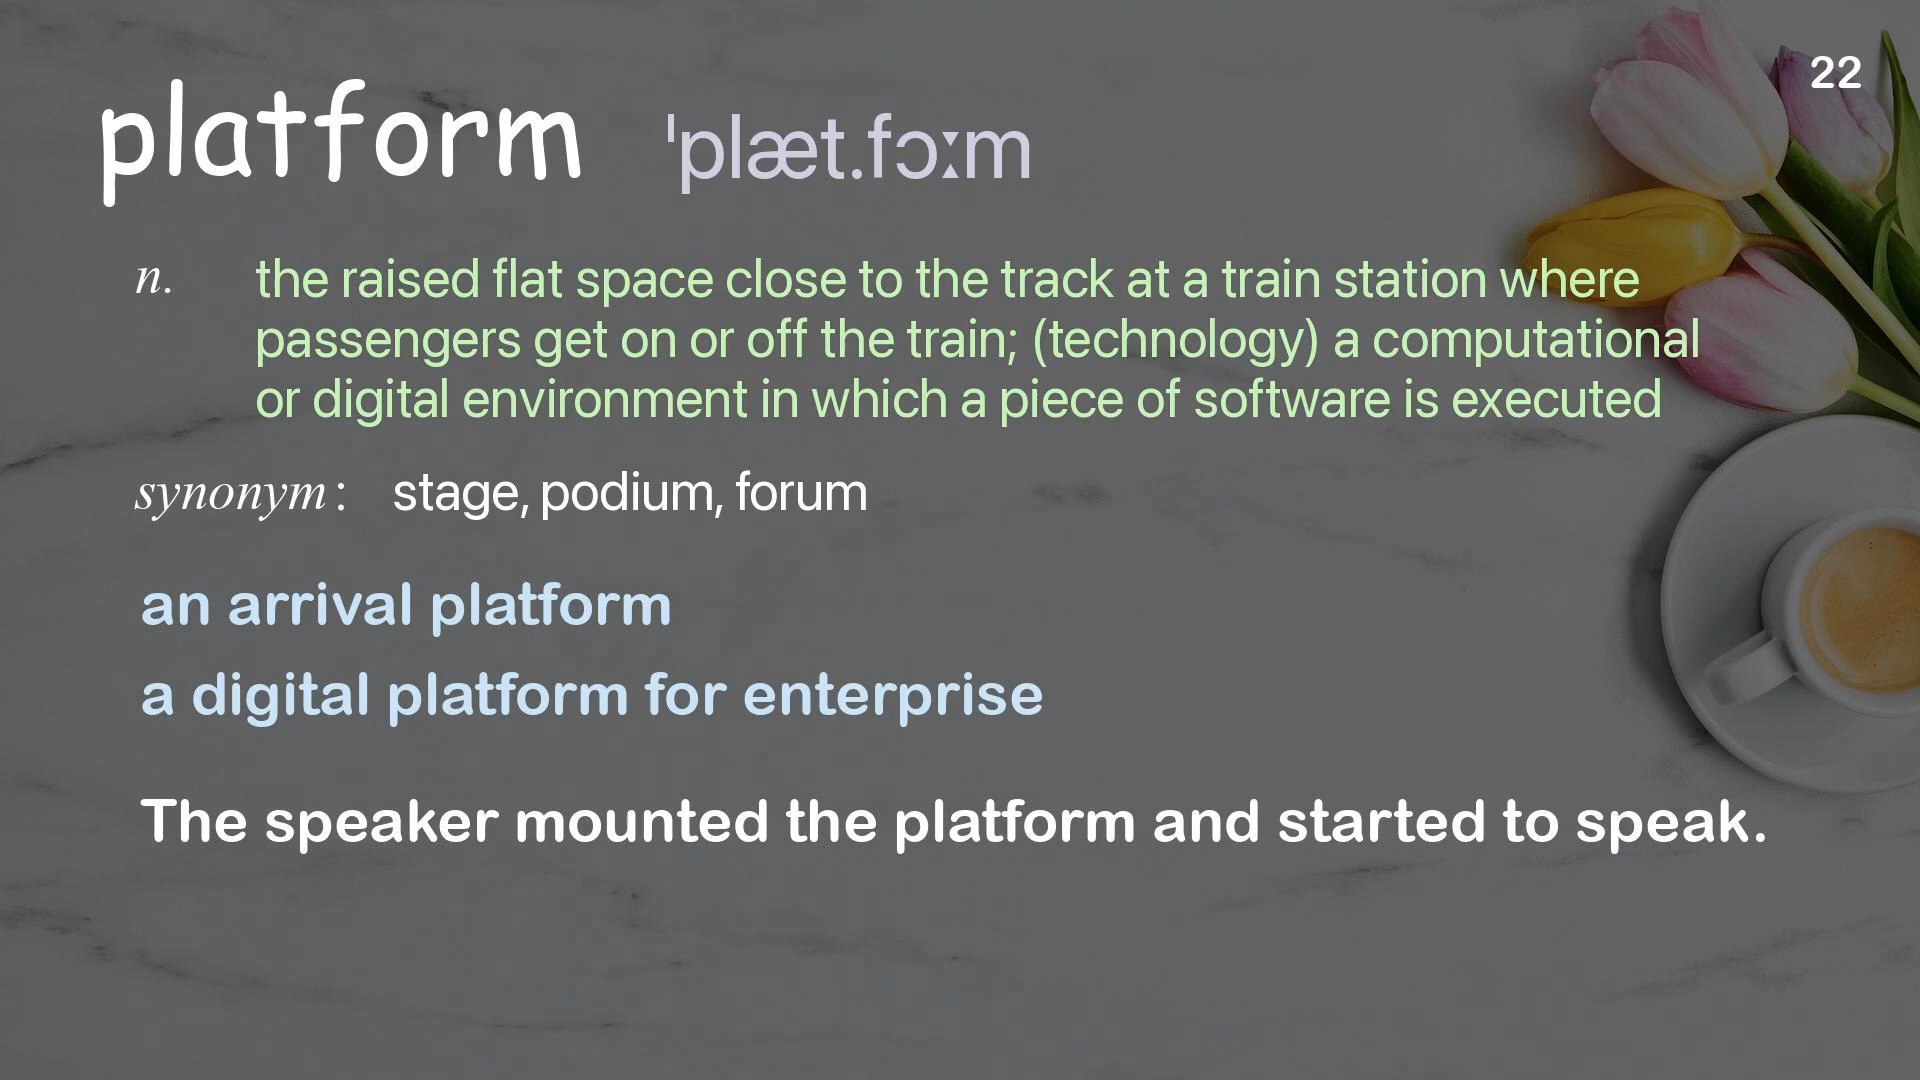 22
platform ˈplæt.fɔːm
n. the raised flat space close to the track at a train station where
passengers get on or off the train; (technology) a computational
or digital environment in which a piece of software is executed
synonym: stage, podium, forum
an arrival platform
a digital platform for enterprise
The speaker mounted the platform and started to speak.